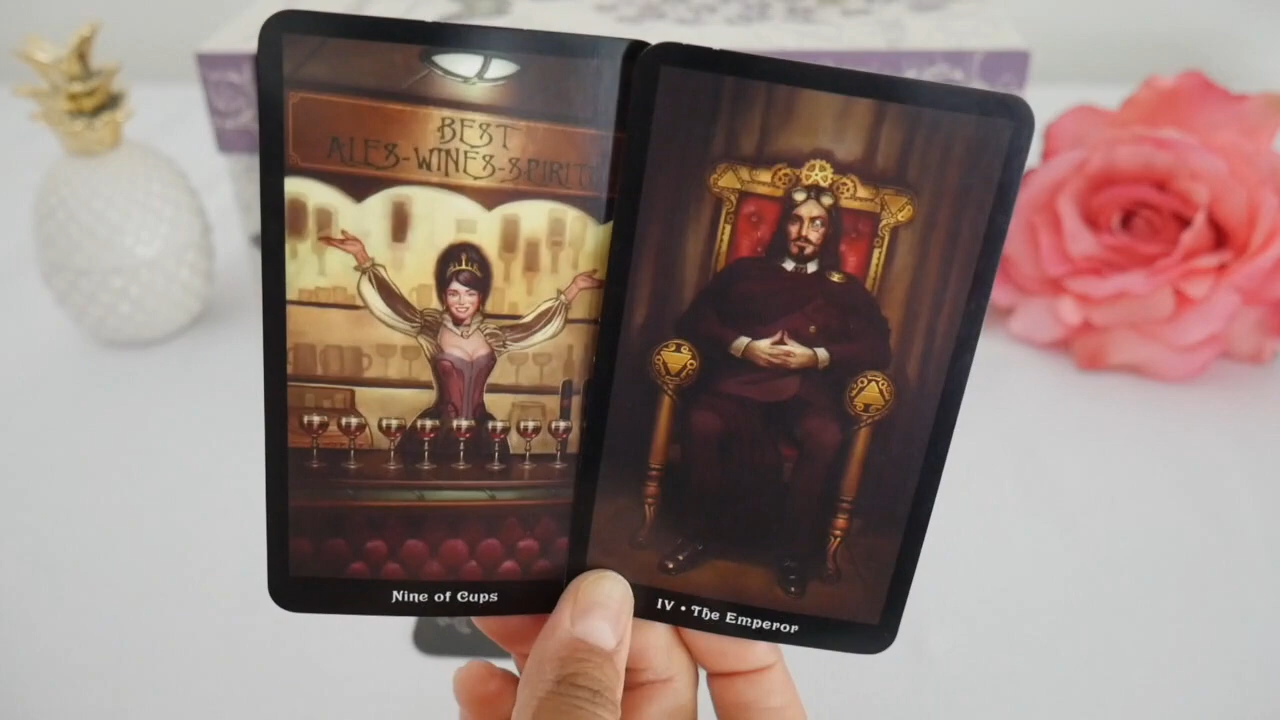 BEST
ALES-WINES-SPIRITS
Nine of Cups
IV • The Emperor